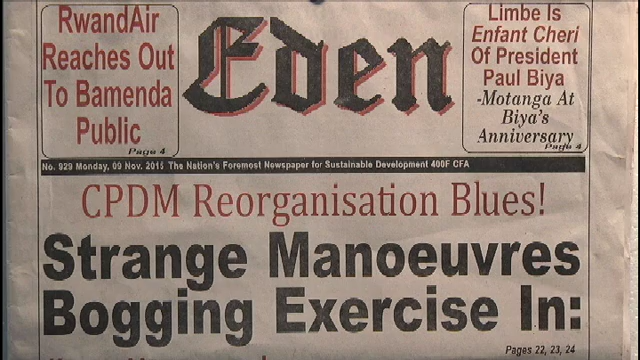 RwandAir
Reaches Out
To Bamenda
Public
Page 4
Eden
Limbe Is
Enfant Cheri
Of President
Paul Biya
-Motanga At
Biya's
Anniversary
Page 4
No. 929 Monday, 09 Nov. 2015 The Nation's Foremost Newspaper for Sustainable Development 400F CFA
CPDM Reorganisation Blues!
Strange Manoeuvres
Bogging Exercise In:
Pages 22, 23, 24